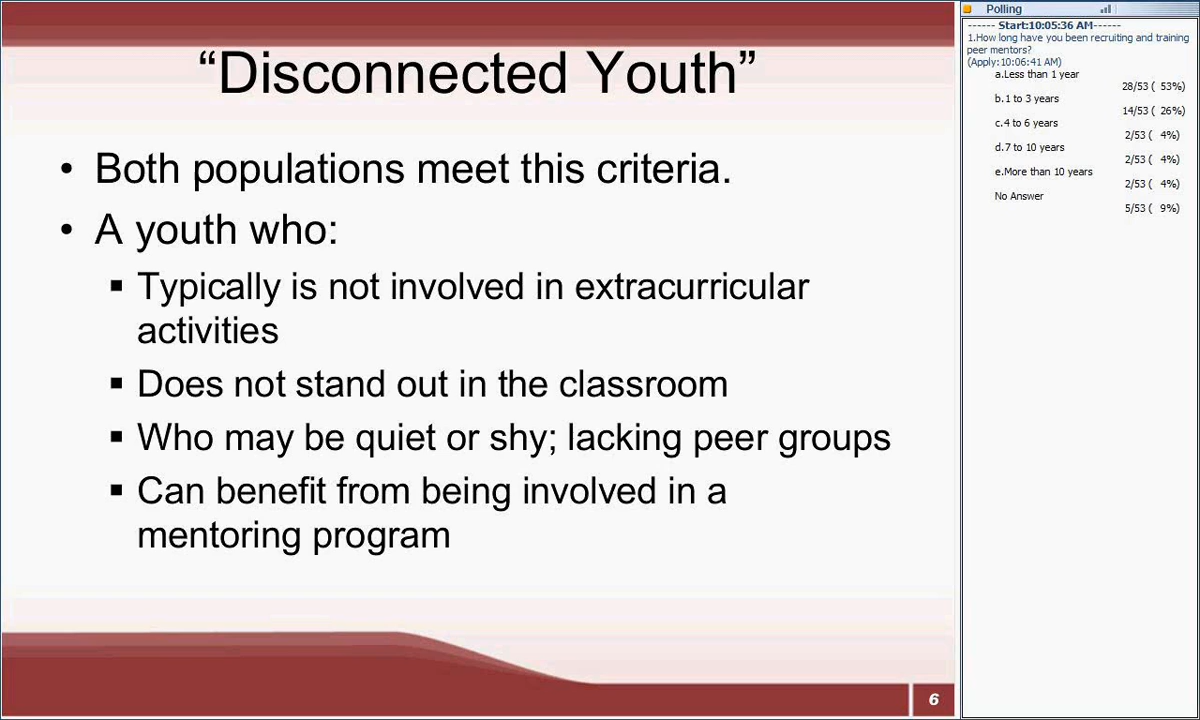 “Disconnected Youth”
• Both populations meet this criteria.
• A youth who:
▪ Typically is not involved in extracurricular
activities
▪ Does not stand out in the classroom
▪ Who may be quiet or shy; lacking peer groups
▪ Can benefit from being involved in a
mentoring program
6
Polling
------ Start:10:05:36 AM------
1.How long have you been recruiting and training
peer mentors?
(Apply:10:06:41 AM)
a.Less than 1 year
28/53 ( 53%)
b.1 to 3 years
14/53 ( 26%)
c.4 to 6 years
2/53 ( 4%)
d.7 to 10 years
2/53 ( 4%)
e.More than 10 years
2/53 ( 4%)
No Answer
5/53 ( 9%)